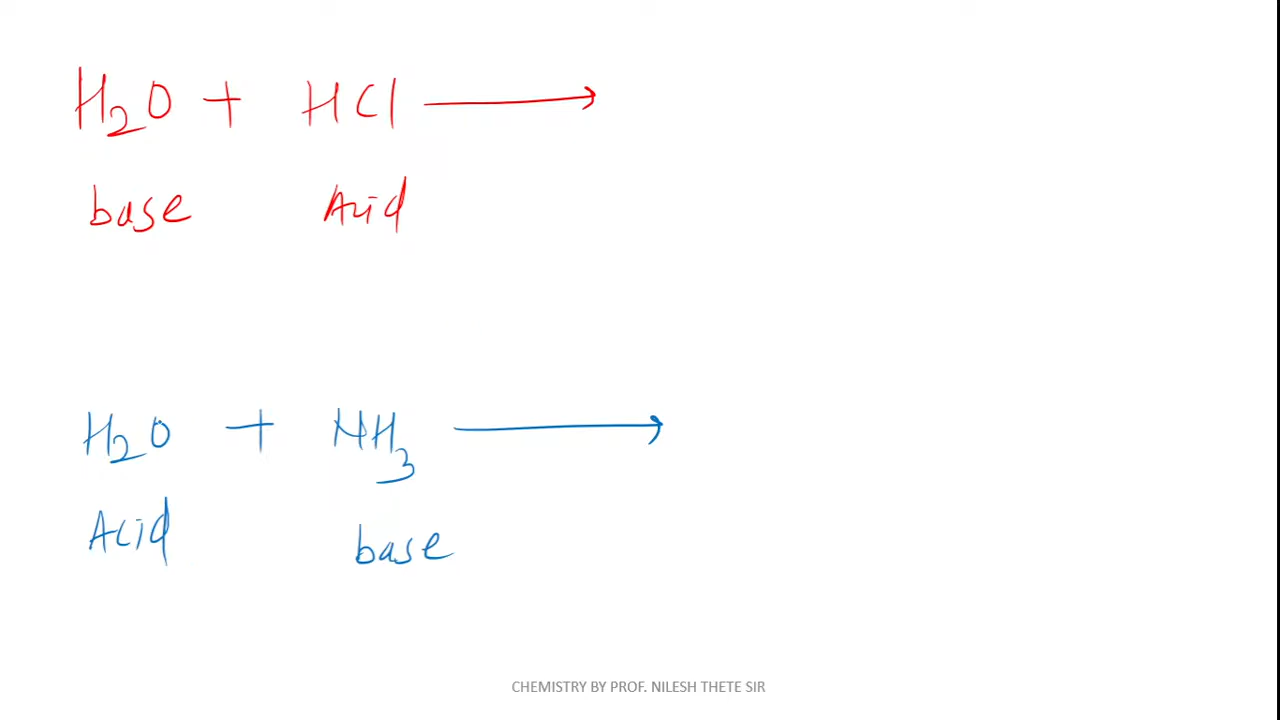 H₂O + HCl ⟶
base Acid
H₂O + NH₃ ⟶
Acid base
CHEMISTRY BY PROF. NILESH THETE SIR